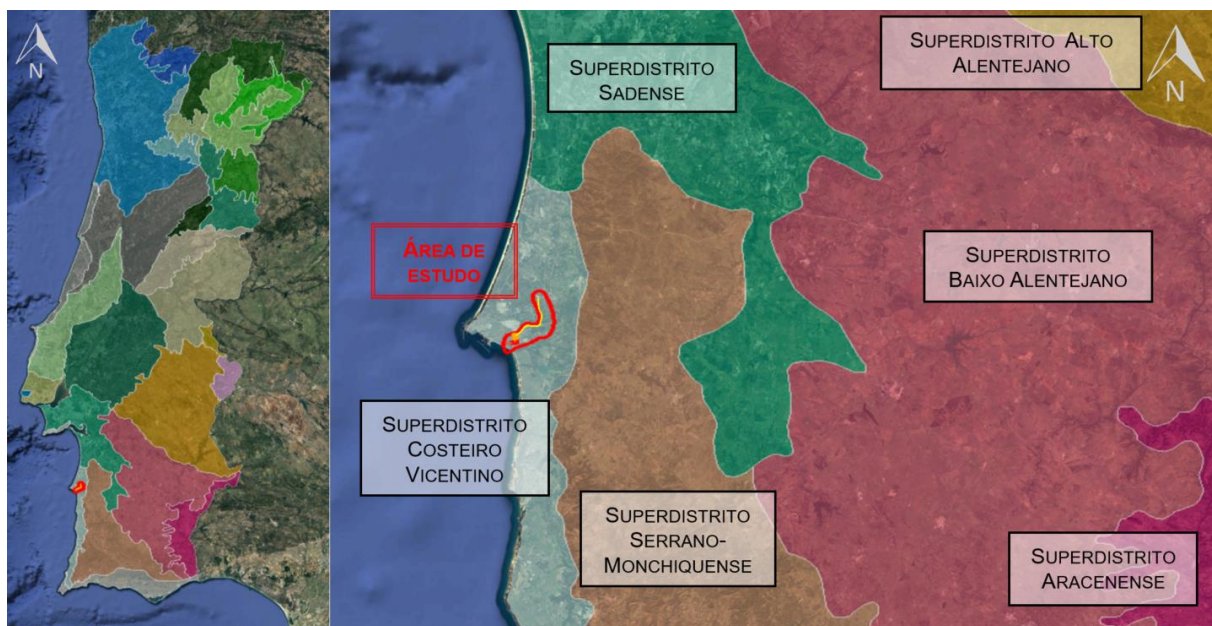 N
SUPERDISTRITO
SADENSE
SUPERDISTRITO ALTO
ALENTEJANO
N
ÁREA DE
ESTUDO
SUPERDISTRITO
BAIXO ALENTEJANO
SUPERDISTRITO
COSTEIRO
VICENTINO
SUPERDISTRITO
SERRANO-
MONCHIQUENSE
SUPERDISTRITO
ARACENENSE